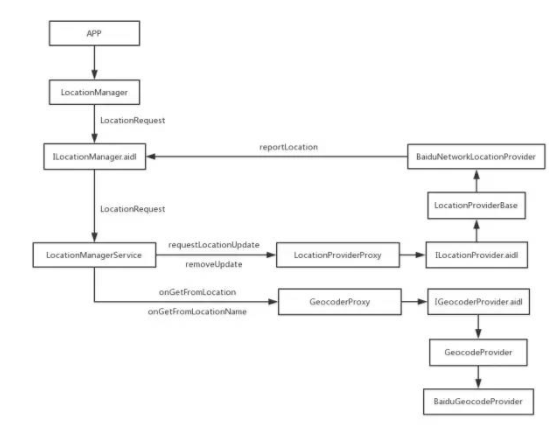 APP
LocationManager
LocationRequest
ILocationManager.aidl
reportLocation
BaiduNetworkLocationProvider
LocationProviderBase
LocationRequest
LocationManagerService
requestLocationUpdate
removeUpdate
LocationProviderProxy
ILocationProvider.aidl
onGetFromLocation
onGetFromLocationName
GeocoderProxy
IGeocoderProvider.aidl
GeocodeProvider
BaiduGeocodeProvider